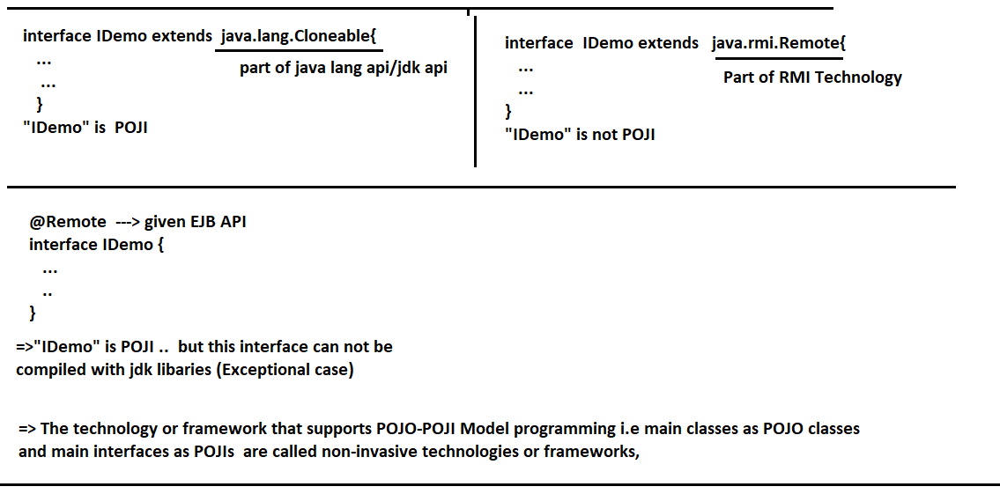 interface IDemo extends java.lang.Cloneable{
...
part of java lang api/jdk api
...
}
"IDemo" is POJI
interface IDemo extends java.rmi.Remote{
...
Part of RMI Technology
...
}
"IDemo" is not POJI
@Remote ---> given EJB API
interface IDemo {
...
..
}
=>"IDemo" is POJI .. but this interface can not be
compiled with jdk libaries (Exceptional case)
=> The technology or framework that supports POJO-POJI Model programming i.e main classes as POJO classes
and main interfaces as POJIs are called non-invasive technologies or frameworks,